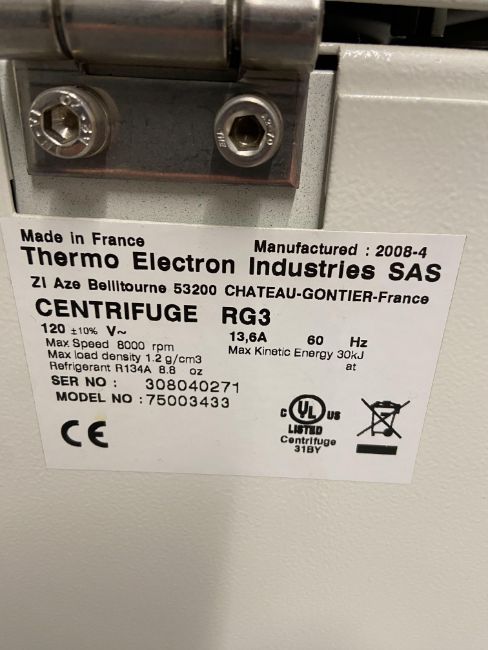 Made in France
Manufactured : 2008-4
Thermo Electron Industries SAS
ZI Aze Bellitourne 53200 CHATEAU-GONTIER-France
CENTRIFUGE RG3
120 ±10% V~ 13,6A 60 Hz
Max Speed 8000 rpm Max Kinetic Energy 30kJ
Max load density 1.2 g/cm3 at
Refrigerant R134A 8.8 oz
SER NO : 308040271
MODEL NO : 75003433
CE
C UL US
LISTED
Centrifuge
31BY